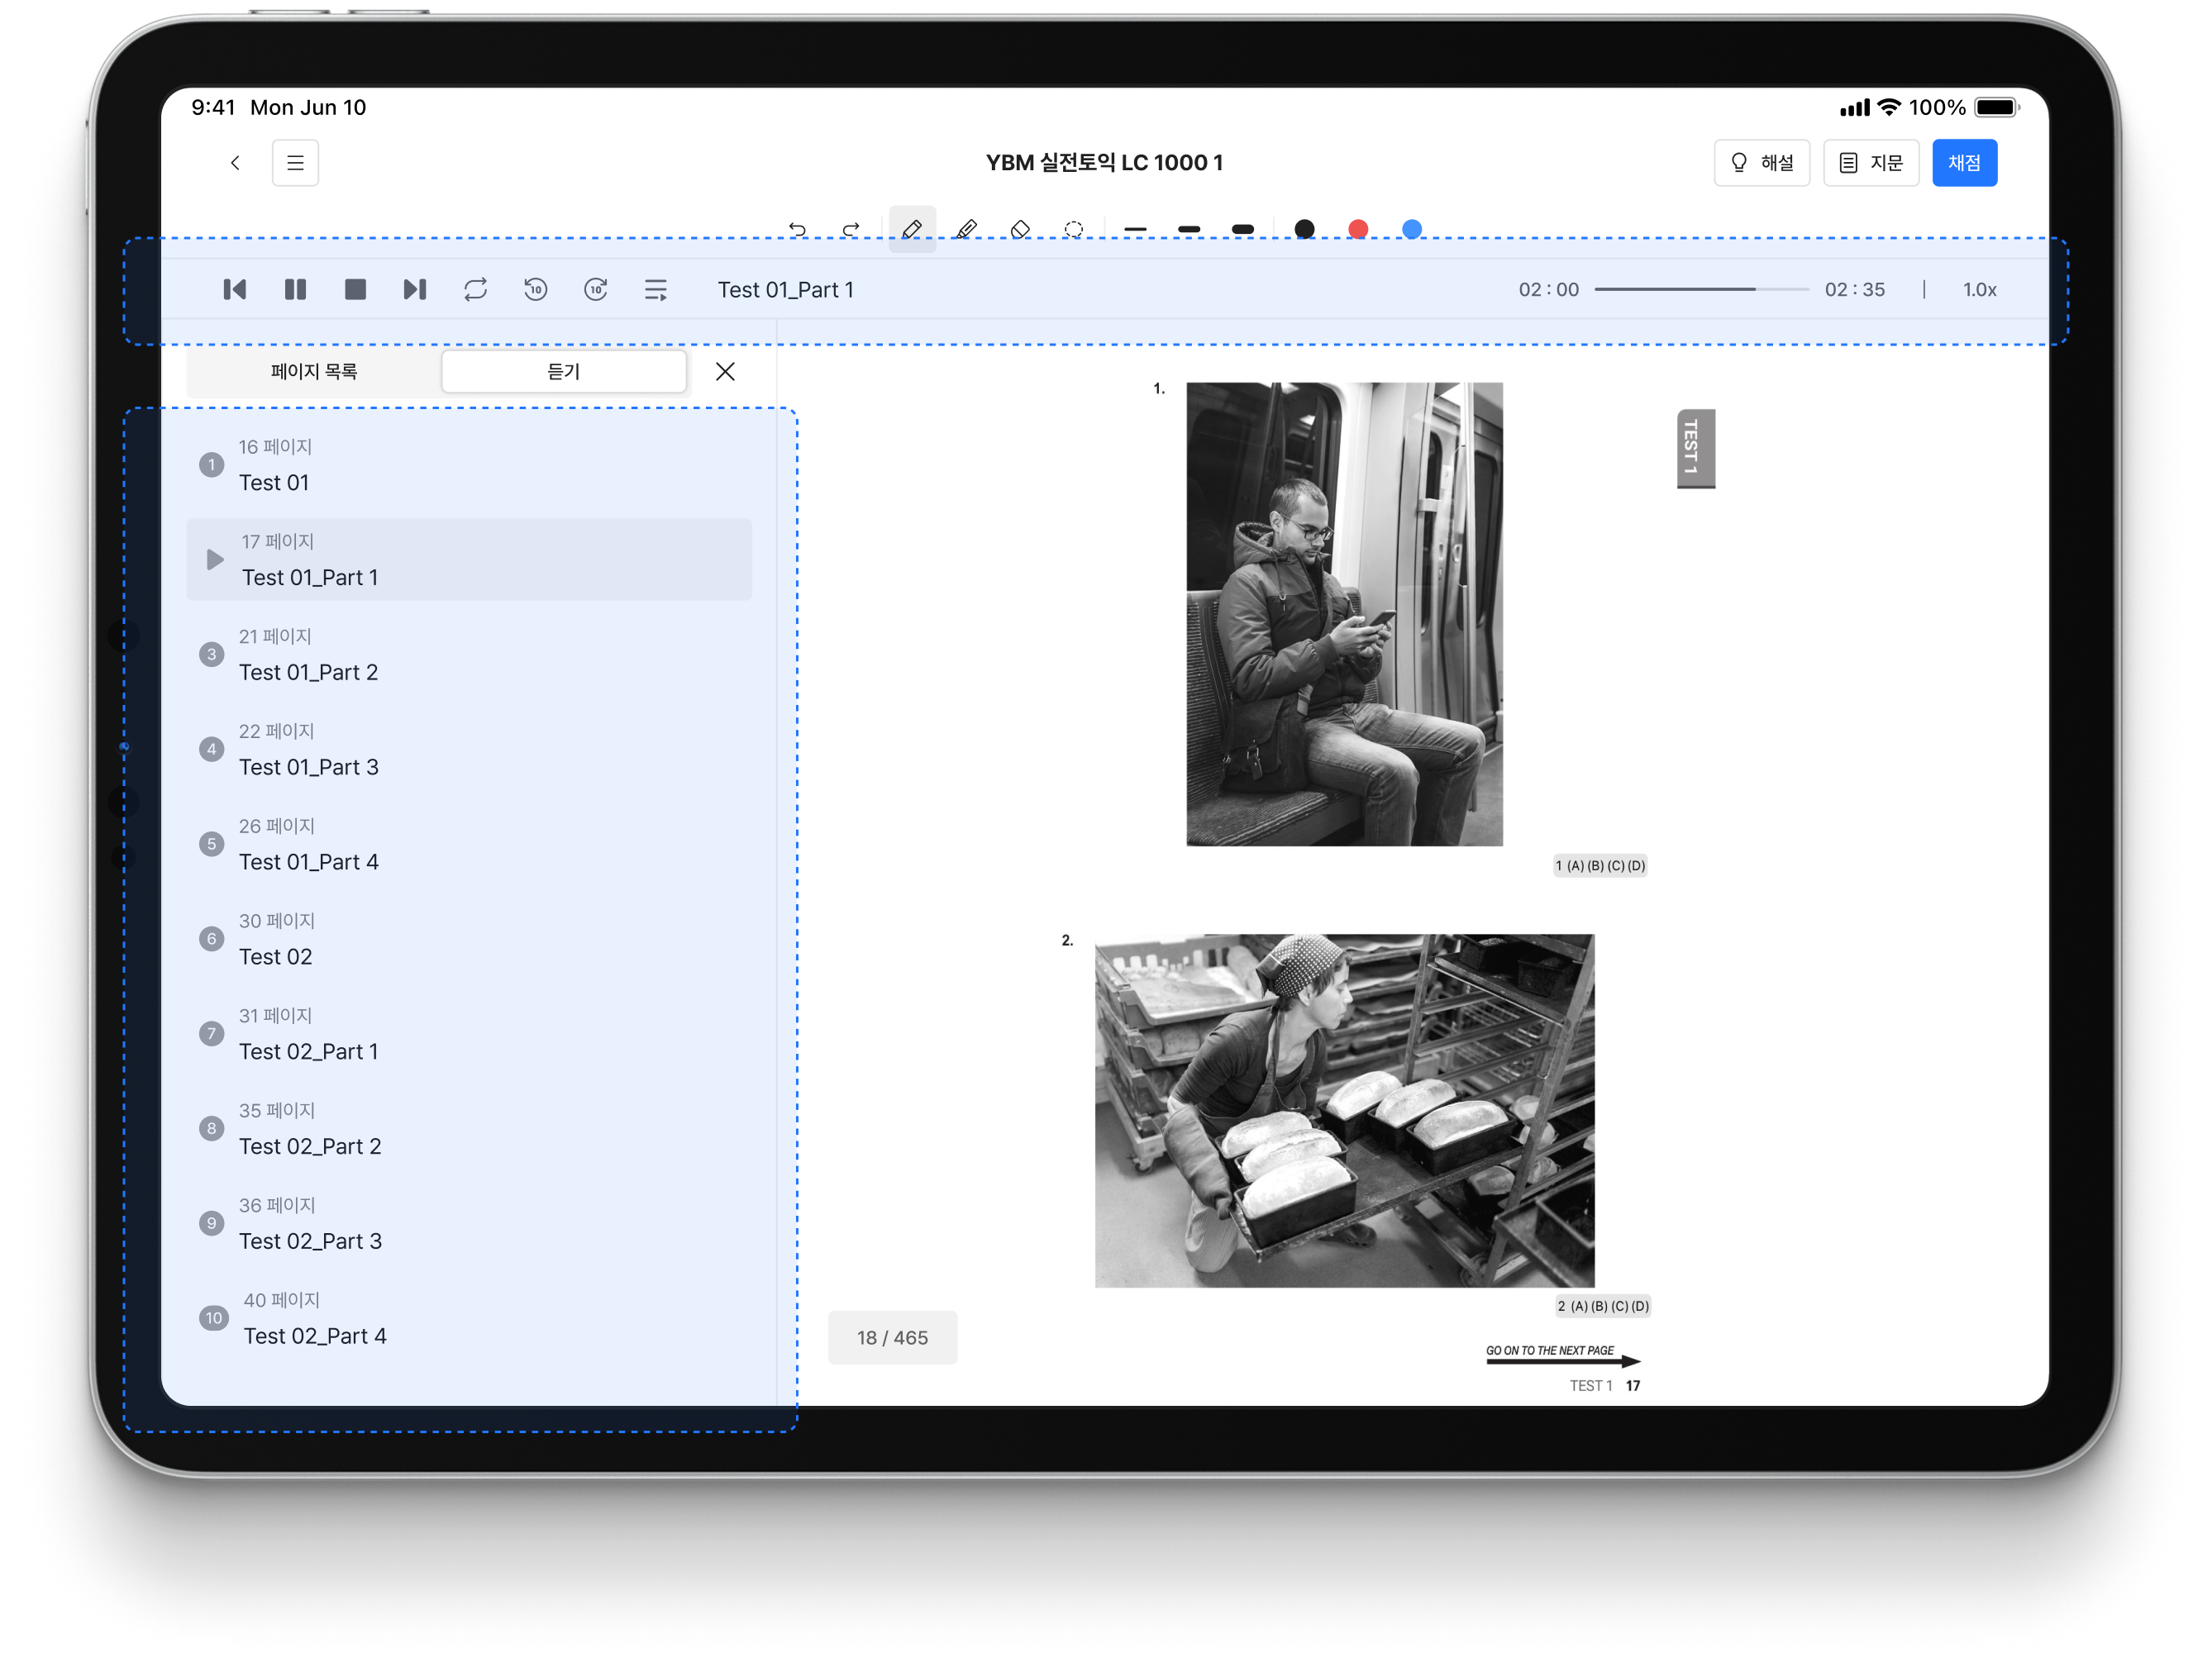 9:41 Mon Jun 10
100%
YBM 실전토익 LC 1000 1
해설
지문
채점
10
10
Test 01_Part 1
02 : 00
02 : 35
1.0x
페이지 목록
듣기
1
16 페이지
Test 01
17 페이지
Test 01_Part 1
3
21 페이지
Test 01_Part 2
4
22 페이지
Test 01_Part 3
5
26 페이지
Test 01_Part 4
6
30 페이지
Test 02
7
31 페이지
Test 02_Part 1
8
35 페이지
Test 02_Part 2
9
36 페이지
Test 02_Part 3
10
40 페이지
Test 02_Part 4
1.
TEST 1
1 (A) (B) (C) (D)
2.
2 (A) (B) (C) (D)
18 / 465
GO ON TO THE NEXT PAGE
TEST 1 17